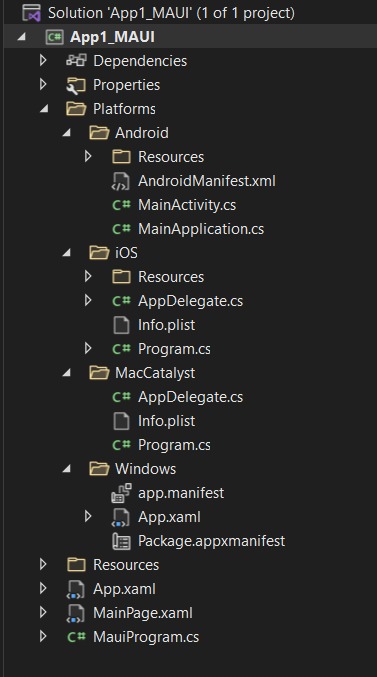 Solution 'App1_MAUI' (1 of 1 project)
C# App1_MAUI
Dependencies
Properties
Platforms
Android
Resources
AndroidManifest.xml
C# MainActivity.cs
C# MainApplication.cs
iOS
Resources
C# AppDelegate.cs
Info.plist
C# Program.cs
MacCatalyst
C# AppDelegate.cs
Info.plist
C# Program.cs
Windows
app.manifest
App.xaml
Package.appxmanifest
Resources
App.xaml
MainPage.xaml
C# MauiProgram.cs